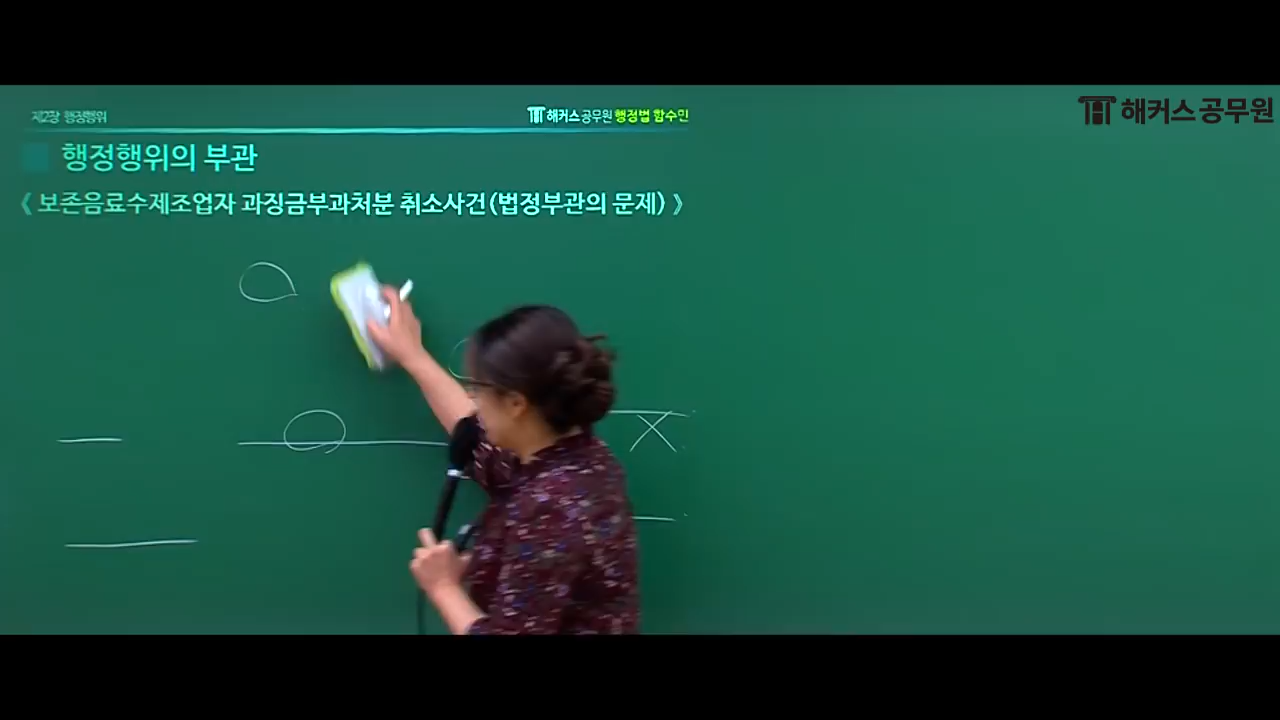 제2장 행정행위
해커스공무원 행정법 함수민
해커스공무원
행정행위의 부관
《 보존음료수제조업자 과징금부과처분 취소사건(법정부관의 문제) 》